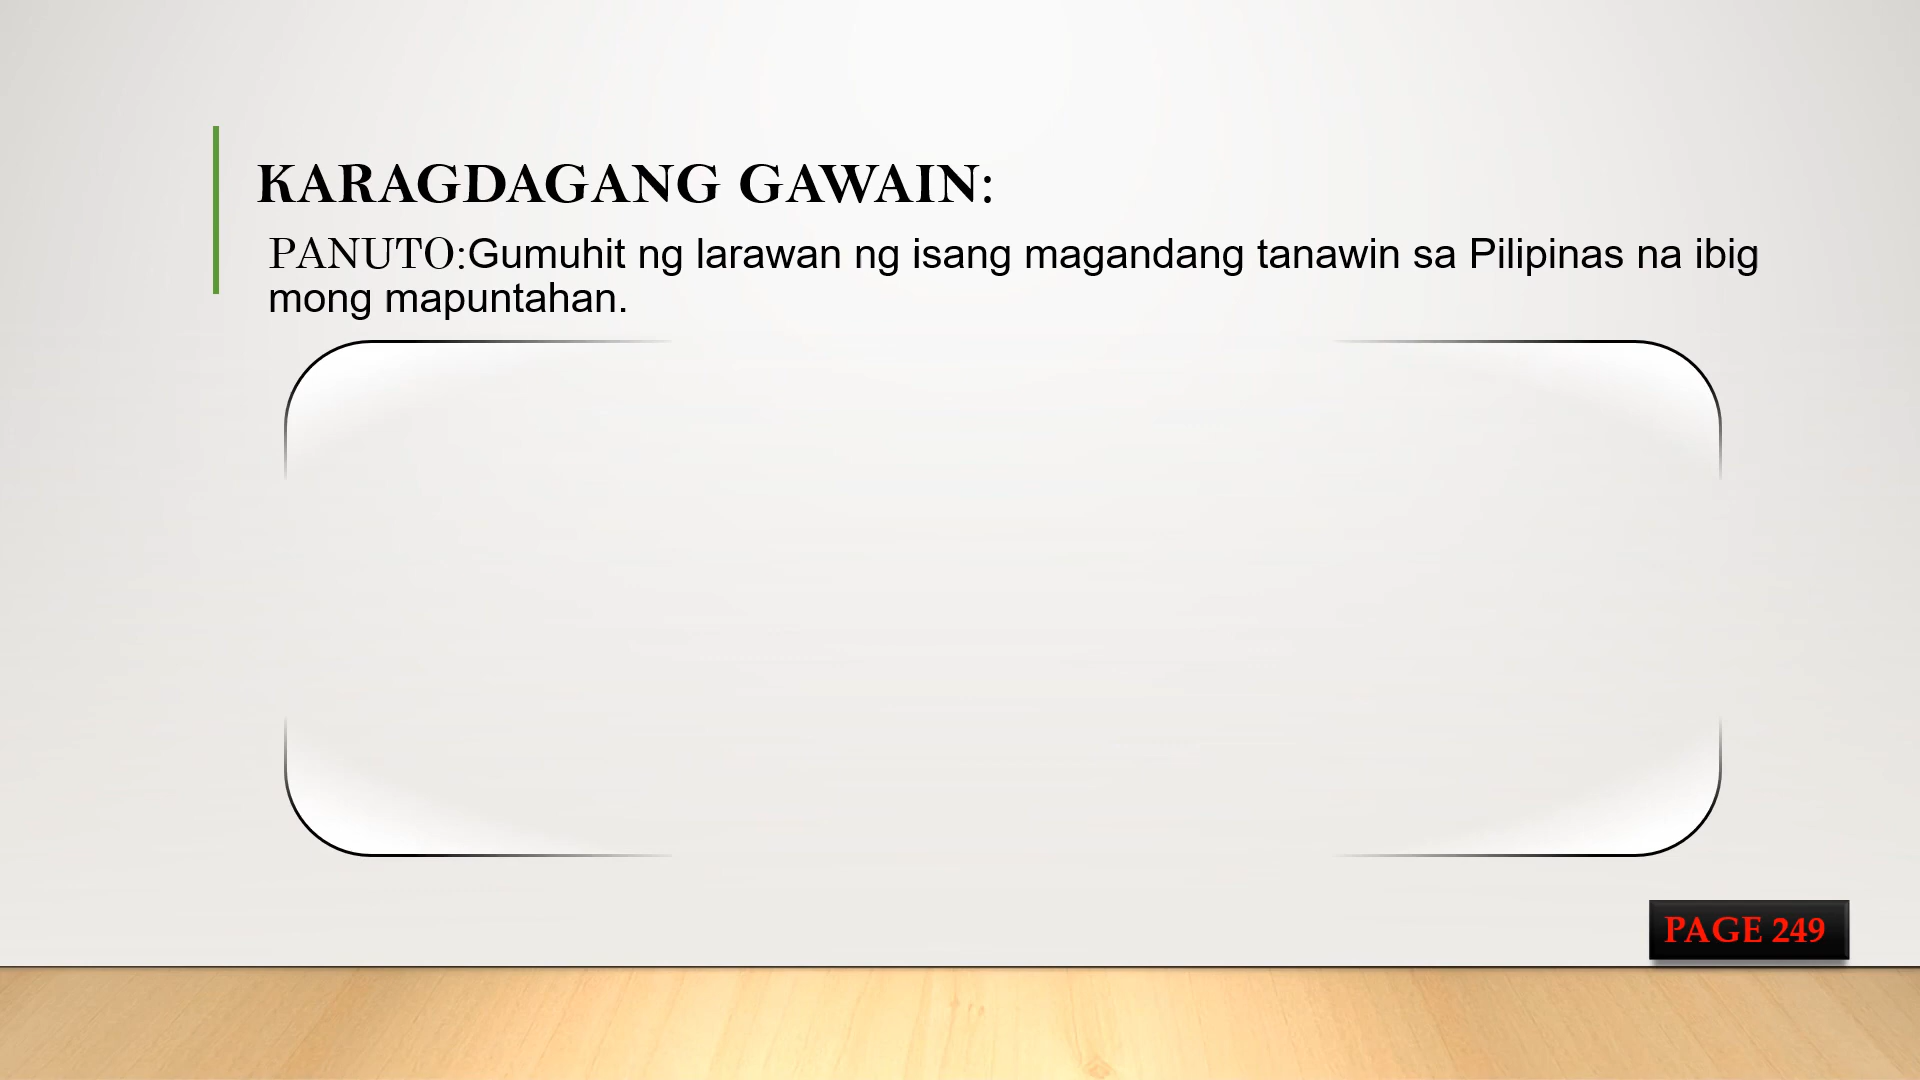 KARAGDAGANG GAWAIN:
PANUTO:Gumuhit ng larawan ng isang magandang tanawin sa Pilipinas na ibig
mong mapuntahan.
PAGE 249